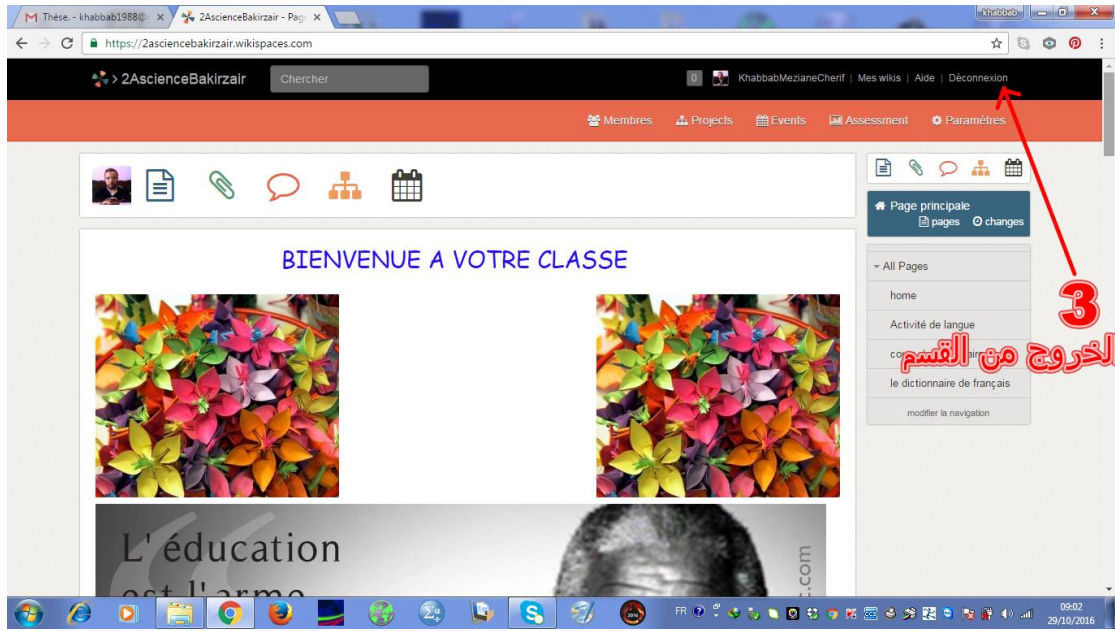 Thése. - khabbab1988@
2AscienceBakirzair - Pag
khabbab
https://2asciencebakirzair.wikispaces.com
> 2AscienceBakirzair
Chercher
0
KhabbabMezianeCherif | Mes wikis | Aide | Déconnexion
Membres
Projects
Events
Assessment
Paramètres
Page principale
pages
changes
BIENVENUE A VOTRE CLASSE
All Pages
home
Activité de langue
3
الخروج من القسم
le dictionnaire de français
modifier la navigation
L'éducation
est l'arme
s.com
FR
09:02
29/10/2016